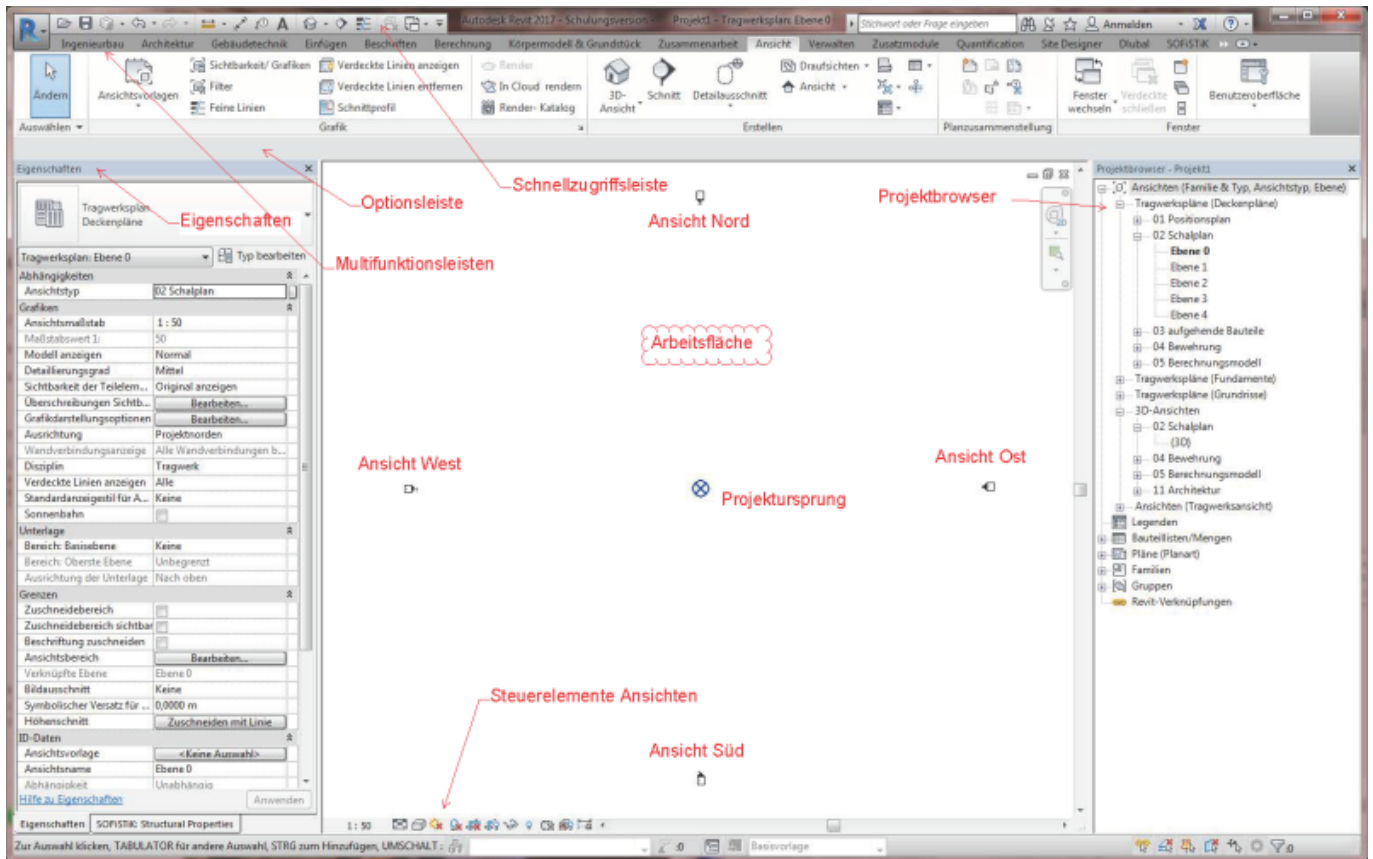 Autodesk Revit 2017 - Schulungsversion - Projekt1 - Tragwerksplan: Ebene 0
Stichwort oder Frage eingeben
Anmelden
Ingenieurbau Architektur Gebäudetechnik Einfügen Beschriften Berechnung Körpermodell & Grundstück Zusammenarbeit Ansicht Verwalten Zusatzmodule Quantification Site Designer Dlubal SOFiSTiK
Ändern
Ansichtsvorlagen
Sichtbarkeit/ Grafiken
Filter
Feine Linien
Verdeckte Linien anzeigen
Verdeckte Linien entfernen
Schnittprofil
Render
In Cloud rendern
Render- Katalog
3D-
Ansicht
Schnitt
Detailausschnitt
Draufsichten
Ansicht
Fenster
wechseln
Verdeckte
schließen
Benutzeroberfläche
Auswählen
Grafik
Erstellen
Planzusammenstellung
Fenster
Eigenschaften
Tragwerksplan
Deckenpläne
Eigenschaften
Optionsleiste
Schnellzugriffsleiste
Multifunktionsleisten
Tragwerksplan: Ebene 0
Typ bearbeiten
Abhängigkeiten
Ansichtstyp 02 Schalplan
Grafiken
Ansichtsmaßstab 1 : 50
Maßstabswert 1: 50
Modell anzeigen Normal
Detaillierungsgrad Mittel
Sichtbarkeit der Teilelem... Original anzeigen
Überschreibungen Sichtb... Bearbeiten...
Grafikdarstellungsoptionen Bearbeiten...
Ausrichtung Projektnorden
Wandverbindungsanzeige Alle Wandverbindungen b...
Disziplin Tragwerk
Verdeckte Linien anzeigen Alle
Standardanzeigestil für A... Keine
Sonnenbahn
Unterlage
Bereich: Basisebene Keine
Bereich: Oberste Ebene Unbegrenzt
Ausrichtung der Unterlage Nach oben
Grenzen
Zuschneidebereich
Zuschneidebereich sichtbar
Beschriftung zuschneiden
Ansichtsbereich Bearbeiten...
Verknüpfte Ebene Ebene 0
Bildausschnitt Keine
Symbolischer Versatz für ... 0,0000 m
Höhenschnitt Zuschneiden mit Linie
ID-Daten
Ansichtsvorlage <Keine Auswahl>
Ansichtsname Ebene 0
Abhängigkeit Unabhängig
Hilfe zu Eigenschaften
Anwenden
Eigenschaften
SOFiSTiK: Structural Properties
Ansicht Nord
Arbeitsfläche
Ansicht West
Projektursprung
Ansicht Ost
Steuerelemente Ansichten
Ansicht Süd
Projektbrowser
Projektbrowser - Projekt1
Ansichten (Familie & Typ, Ansichtstyp, Ebene)
Tragwerkspläne (Deckenpläne)
01 Positionsplan
02 Schalplan
Ebene 0
Ebene 1
Ebene 2
Ebene 3
Ebene 4
03 aufgehende Bauteile
04 Bewehrung
05 Berechnungsmodell
Tragwerkspläne (Fundamente)
Tragwerkspläne (Grundrisse)
3D-Ansichten
02 Schalplan
(3D)
04 Bewehrung
05 Berechnungsmodell
11 Architektur
Ansichten (Tragwerksansicht)
Legenden
Bauteillisten/Mengen
Pläne (Planart)
Familien
Gruppen
Revit-Verknüpfungen
1 : 50
Zur Auswahl klicken, TABULATOR für andere Auswahl, STRG zum Hinzufügen, UMSCHALT :
:0
Basisvorlage
:0